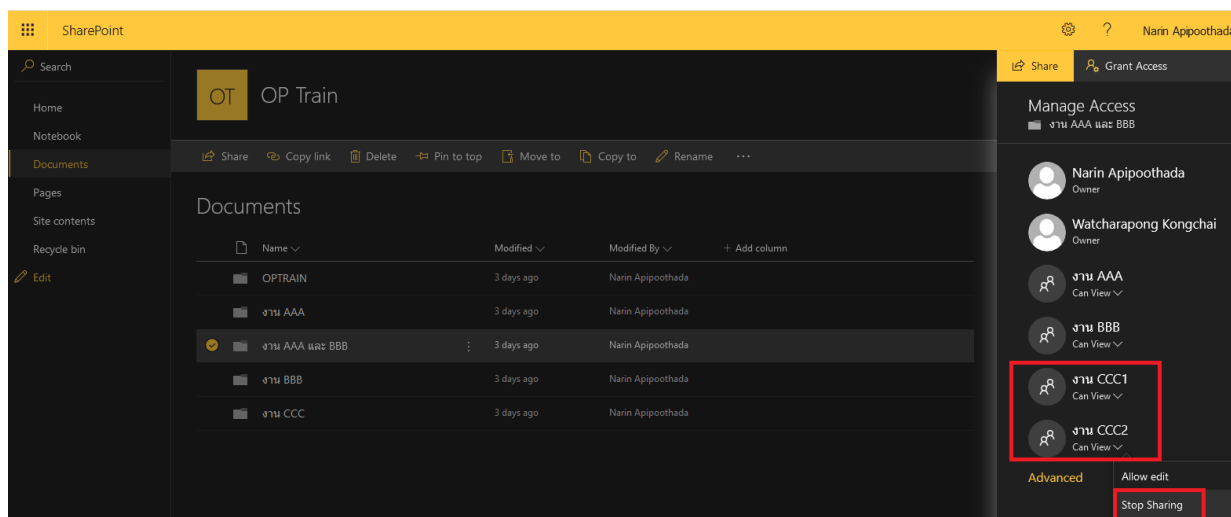 SharePoint
?
Narin Apipoothada
Search
Home
Notebook
Documents
Pages
Site contents
Recycle bin
Edit
OT
OP Train
Share Copy link Delete Pin to top Move to Copy to Rename ...
Documents
Name Modified Modified By + Add column
OPTRAIN 3 days ago Narin Apipoothada
งาน AAA 3 days ago Narin Apipoothada
งาน AAA และ BBB 3 days ago Narin Apipoothada
งาน BBB 3 days ago Narin Apipoothada
งาน CCC 3 days ago Narin Apipoothada
Share Grant Access
Manage Access
งาน AAA และ BBB
Narin Apipoothada
Owner
Watcharapong Kongchai
Owner
งาน AAA
Can View
งาน BBB
Can View
งาน CCC1
Can View
งาน CCC2
Can View
Advanced
Allow edit
Stop Sharing